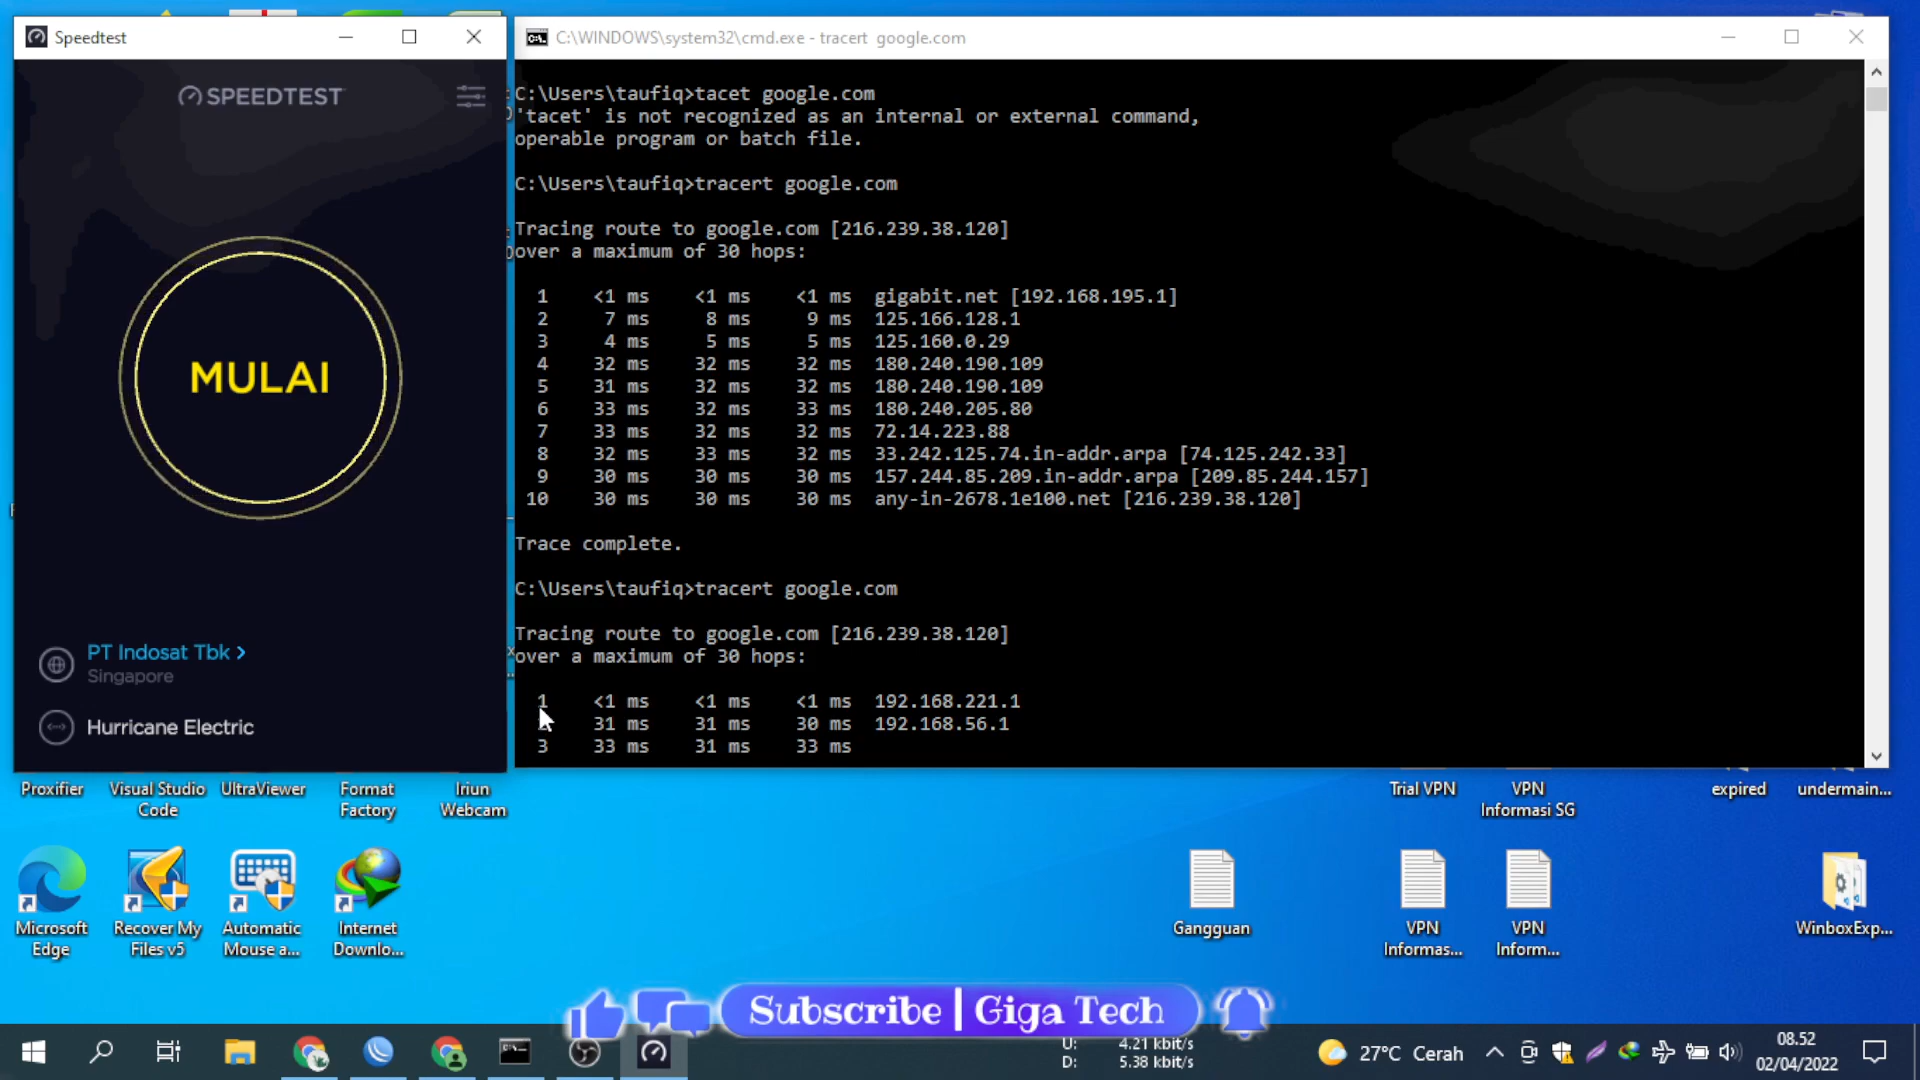 Speedtest
SPEEDTEST
MULAI
PT Indosat Tbk >
Singapore
Hurricane Electric
C:\WINDOWS\system32\cmd.exe - tracert google.com
C:\Users\taufiq>tacet google.com
'tacet' is not recognized as an internal or external command,
operable program or batch file.
C:\Users\taufiq>tracert google.com
Tracing route to google.com [216.239.38.120]
over a maximum of 30 hops:
1 <1 ms <1 ms <1 ms gigabit.net [192.168.195.1]
2 7 ms 8 ms 9 ms 125.166.128.1
3 4 ms 5 ms 5 ms 125.160.0.29
4 32 ms 32 ms 32 ms 180.240.190.109
5 31 ms 32 ms 32 ms 180.240.190.109
6 33 ms 32 ms 33 ms 180.240.205.80
7 33 ms 32 ms 32 ms 72.14.223.88
8 32 ms 33 ms 32 ms 33.242.125.74.in-addr.arpa [74.125.242.33]
9 30 ms 30 ms 30 ms 157.244.85.209.in-addr.arpa [209.85.244.157]
10 30 ms 30 ms 30 ms any-in-2678.1e100.net [216.239.38.120]
Trace complete.
C:\Users\taufiq>tracert google.com
Tracing route to google.com [216.239.38.120]
over a maximum of 30 hops:
1 <1 ms <1 ms <1 ms 192.168.221.1
31 ms 31 ms 30 ms 192.168.56.1
3 33 ms 31 ms 33 ms
Proxifier
Visual Studio
Code
UltraViewer
Format
Factory
Iriun
Webcam
Trial VPN
VPN
Informasi SG
expired
undermain...
Microsoft
Edge
Recover My
Files v5
Automatic
Mouse a...
Internet
Downlo...
Gangguan
VPN
Informas...
VPN
Inform...
WinboxExp...
Subscribe | Giga Tech
U: 4.21 kbit/s
D: 5.38 kbit/s
27°C Cerah
08.52
02/04/2022